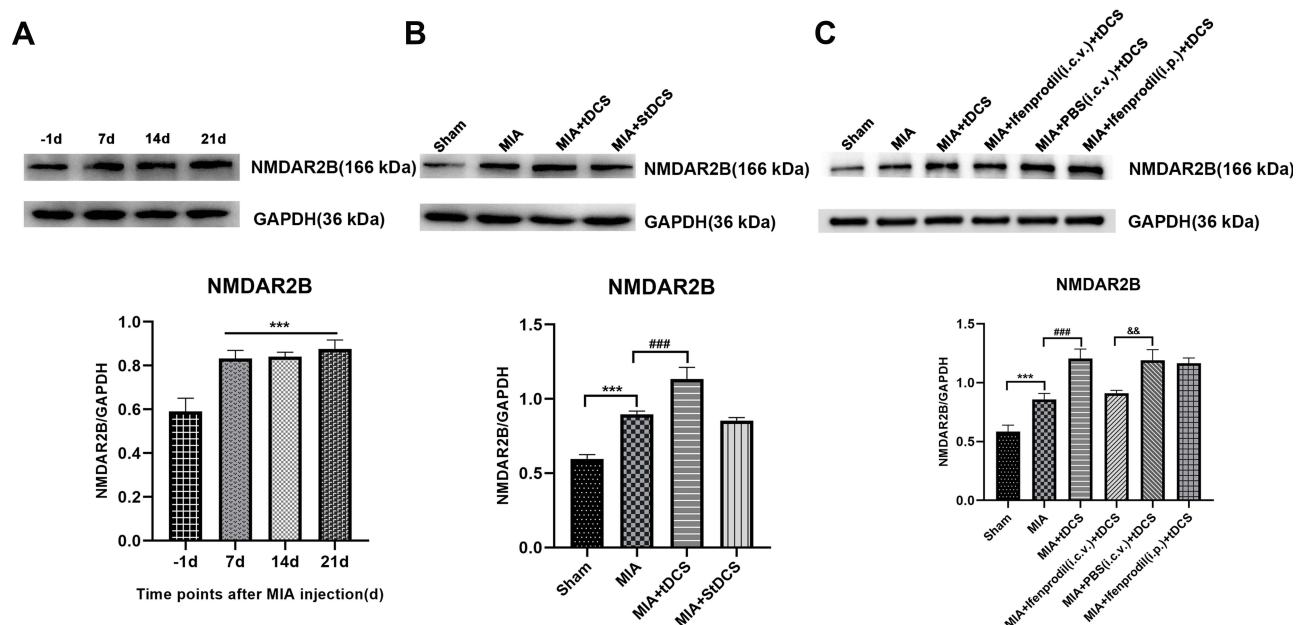 A
-1d 7d 14d 21d
NMDAR2B(166 kDa)
GAPDH(36 kDa)
NMDAR2B
***
NMDAR2B/GAPDH
1.0
0.8
0.6
0.4
0.2
0.0
-1d 7d 14d 21d
Time points after MIA injection(d)
B
Sham MIA MIA+tDCS MIA+StDCS
NMDAR2B(166 kDa)
GAPDH(36 kDa)
NMDAR2B
***
###
NMDAR2B/GAPDH
1.5
1.0
0.5
0.0
Sham MIA MIA+tDCS MIA+StDCS
C
Sham MIA MIA+tDCS MIA+Ifenprodil(i.c.v.)+tDCS MIA+PBS(i.c.v.)+tDCS MIA+Ifenprodil(i.p.)+tDCS
NMDAR2B(166 kDa)
GAPDH(36 kDa)
NMDAR2B
***
###
&&
NMDAR2B/GAPDH
1.5
1.0
0.5
0.0
Sham MIA MIA+tDCS MIA+Ifenprodil(i.c.v.)+tDCS MIA+PBS(i.c.v.)+tDCS MIA+Ifenprodil(i.p.)+tDCS